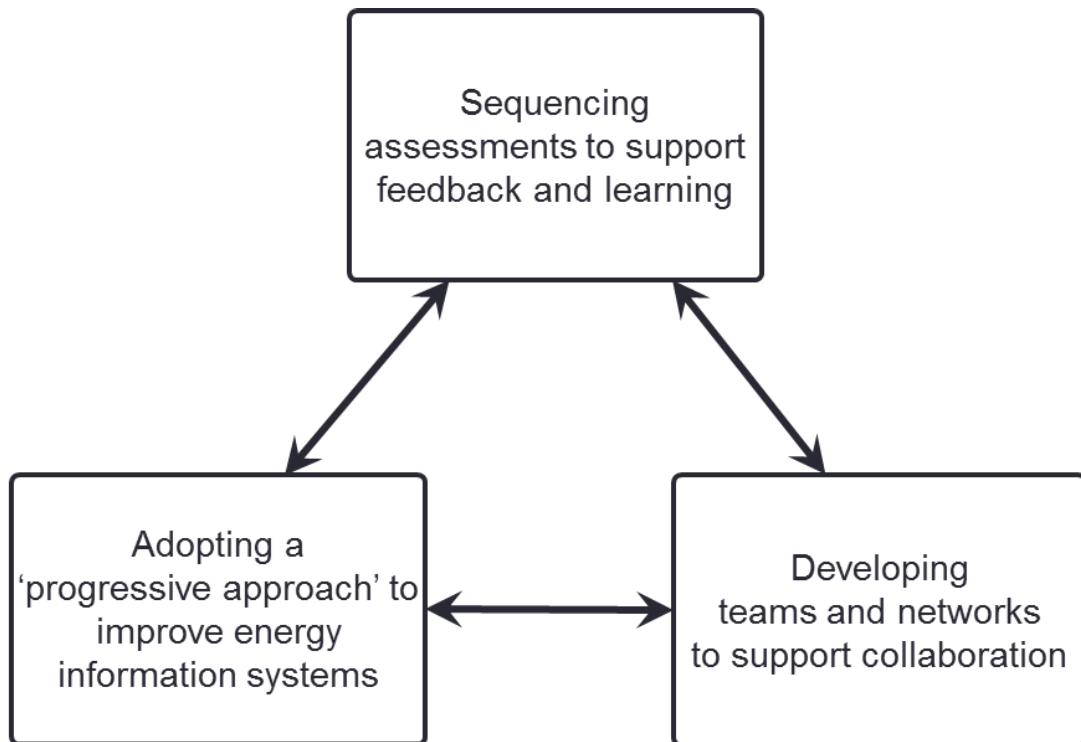 Sequencing
assessments to support
feedback and learning
Adopting a
‘progressive approach’ to
improve energy
information systems
Developing
teams and networks
to support collaboration